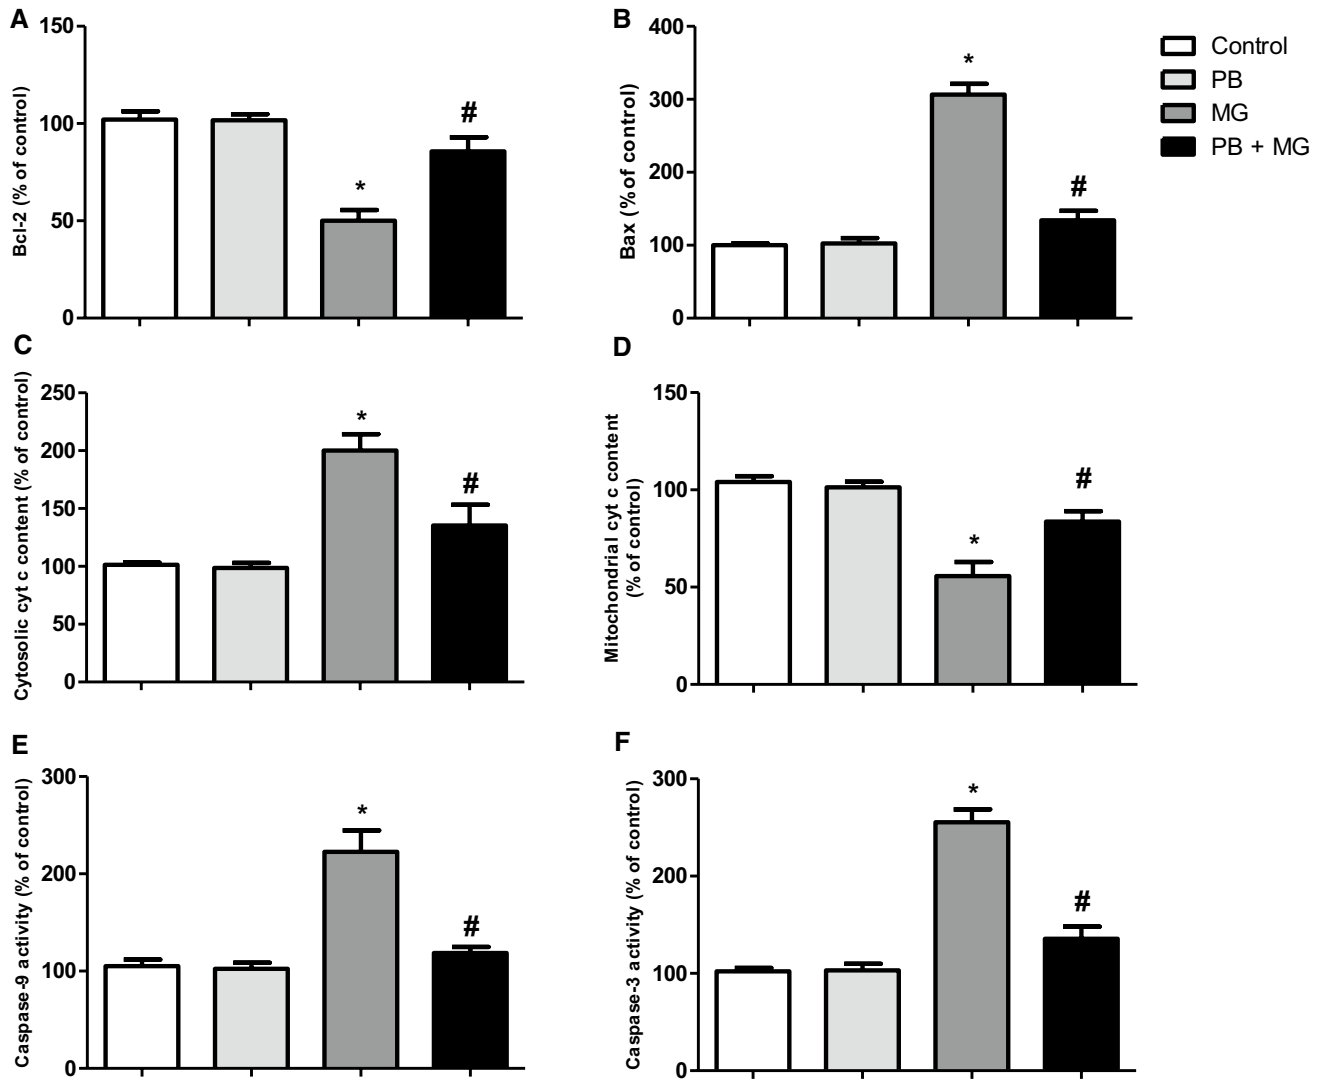 A
Bcl-2 (% of control)
150
100
50
0
*
#
B
Bax (% of control)
400
300
200
100
0
*
#
Control
PB
MG
PB + MG
C
Cytosolic cyt c content (% of control)
250
200
150
100
50
0
*
#
D
Mitochondrial cyt c content
(% of control)
150
100
50
0
*
#
E
Caspase-9 activity (% of control)
300
200
100
0
*
#
F
Caspase-3 activity (% of control)
300
200
100
0
*
#